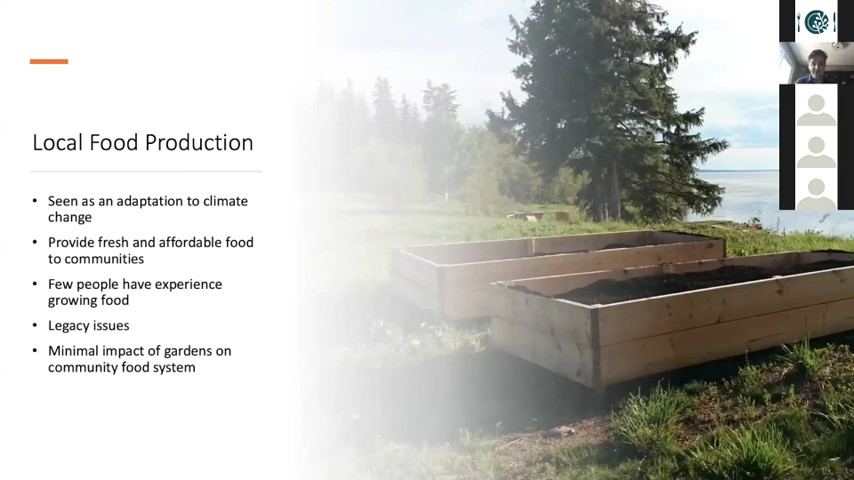 Local Food Production
• Seen as an adaptation to climate
change
• Provide fresh and affordable food
to communities
• Few people have experience
growing food
• Legacy issues
• Minimal impact of gardens on
community food system